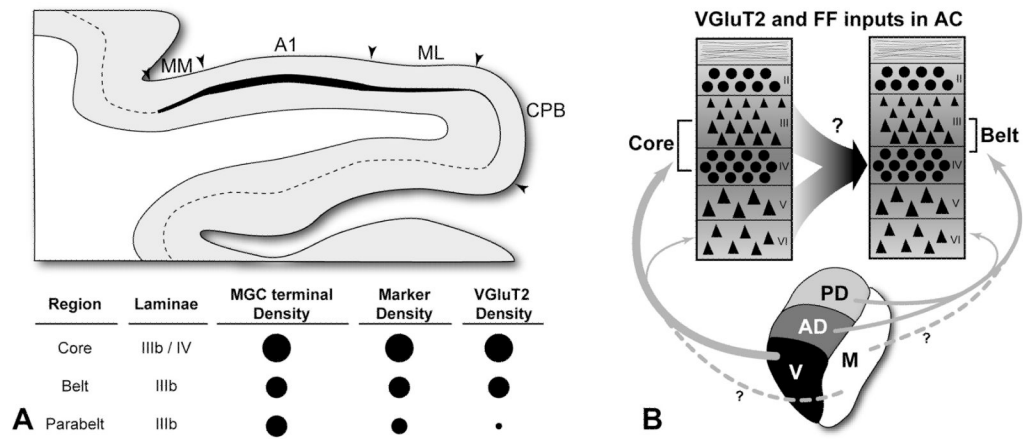 A1
MM
ML
CPB
Region Laminae MGC terminal Density Marker Density VGluT2 Density
Core IIIb / IV
Belt IIIb
Parabelt IIIb
A
VGluT2 and FF inputs in AC
II
III
IV
V
VI
Core
?
II
III
IV
V
VI
Belt
PD
AD
V
M
?
?
B